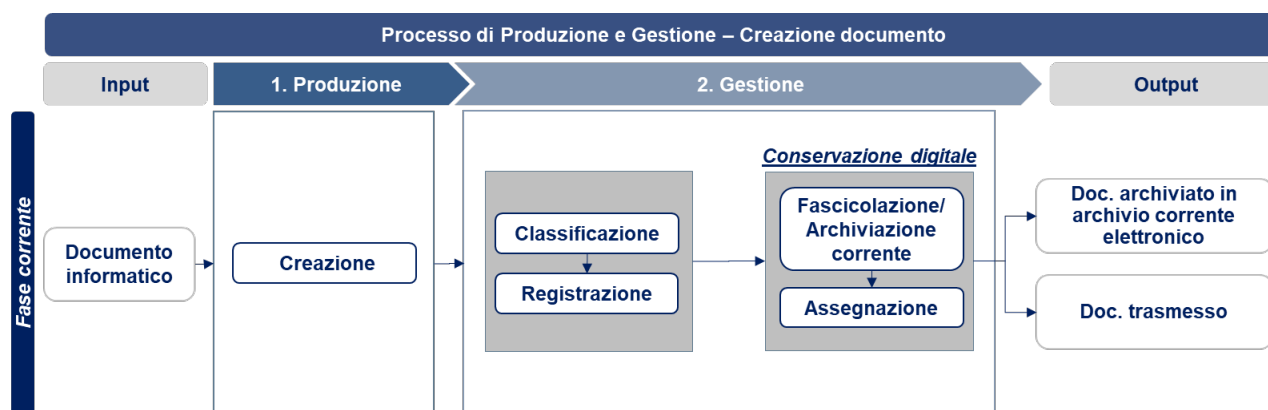 Processo di Produzione e Gestione – Creazione documento
Input
1. Produzione
2. Gestione
Output
Fase corrente
Documento
informatico
Creazione
Classificazione
Registrazione
Conservazione digitale
Fascicolazione/
Archiviazione
corrente
Assegnazione
Doc. archiviato in
archivio corrente
elettronico
Doc. trasmesso